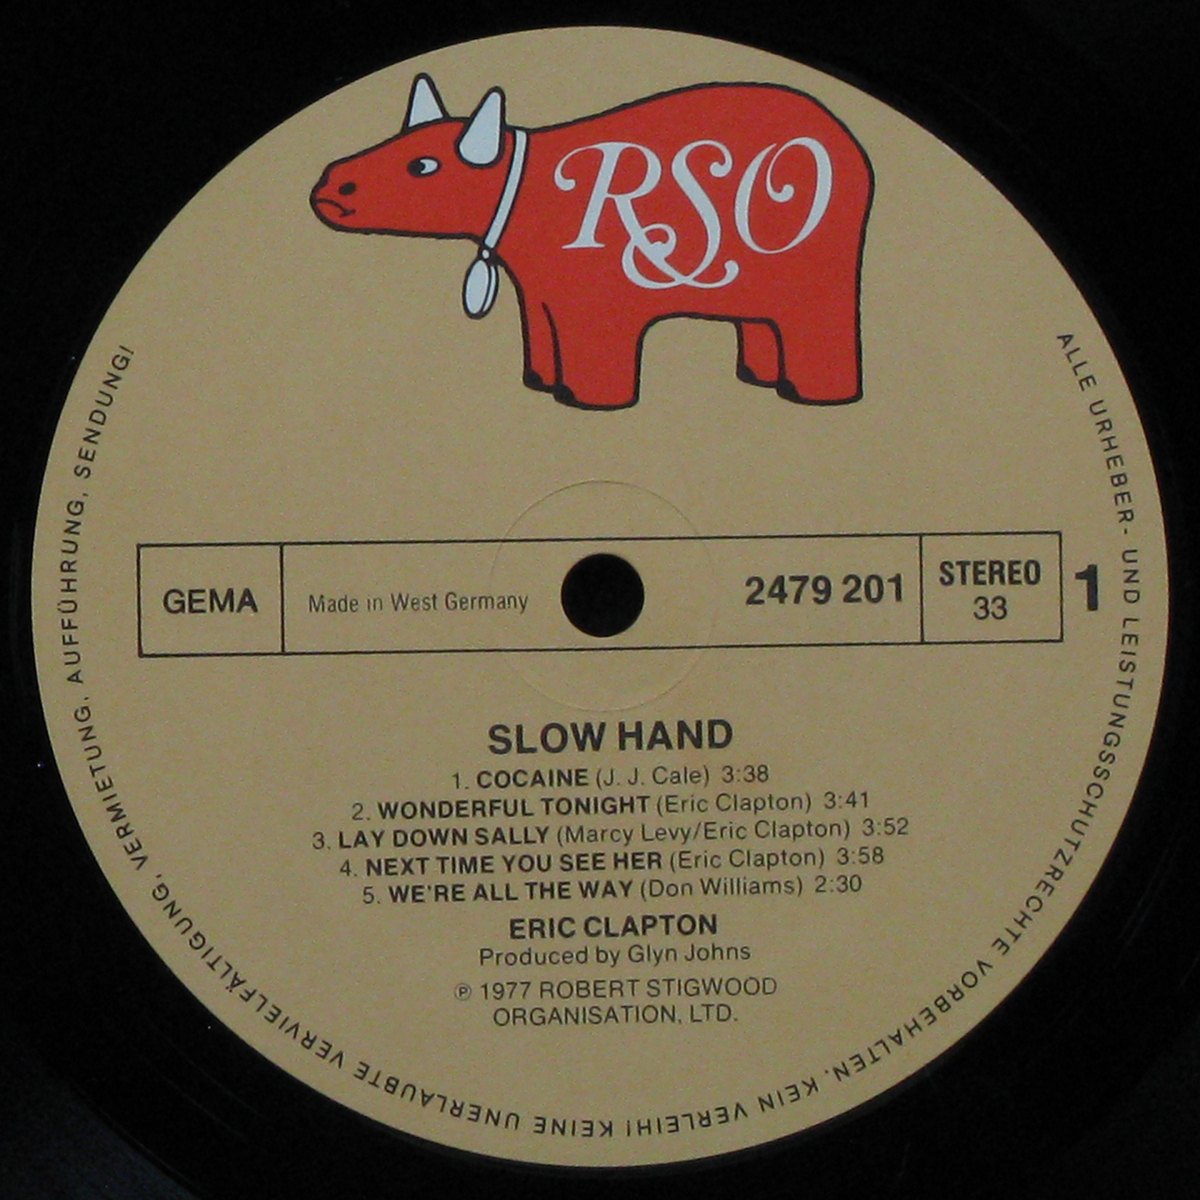 RSO
GEMA
Made in West Germany
2479 201
STEREO
33
1
SLOW HAND
1. COCAINE (J. J. Cale) 3:38
2. WONDERFUL TONIGHT (Eric Clapton) 3:41
3. LAY DOWN SALLY (Marcy Levy/Eric Clapton) 3:52
4. NEXT TIME YOU SEE HER (Eric Clapton) 3:58
5. WE'RE ALL THE WAY (Don Williams) 2:30
ERIC CLAPTON
Produced by Glyn Johns
℗ 1977 ROBERT STIGWOOD
ORGANISATION, LTD.
ALLE URHEBER- UND LEISTUNGSSCHUTZRECHTE VORBEHALTEN. KEIN VERLEIH! KEINE UNERLAUBTE VERVIELFÄLTIGUNG, VERMIETUNG, AUFFÜHRUNG, SENDUNG!